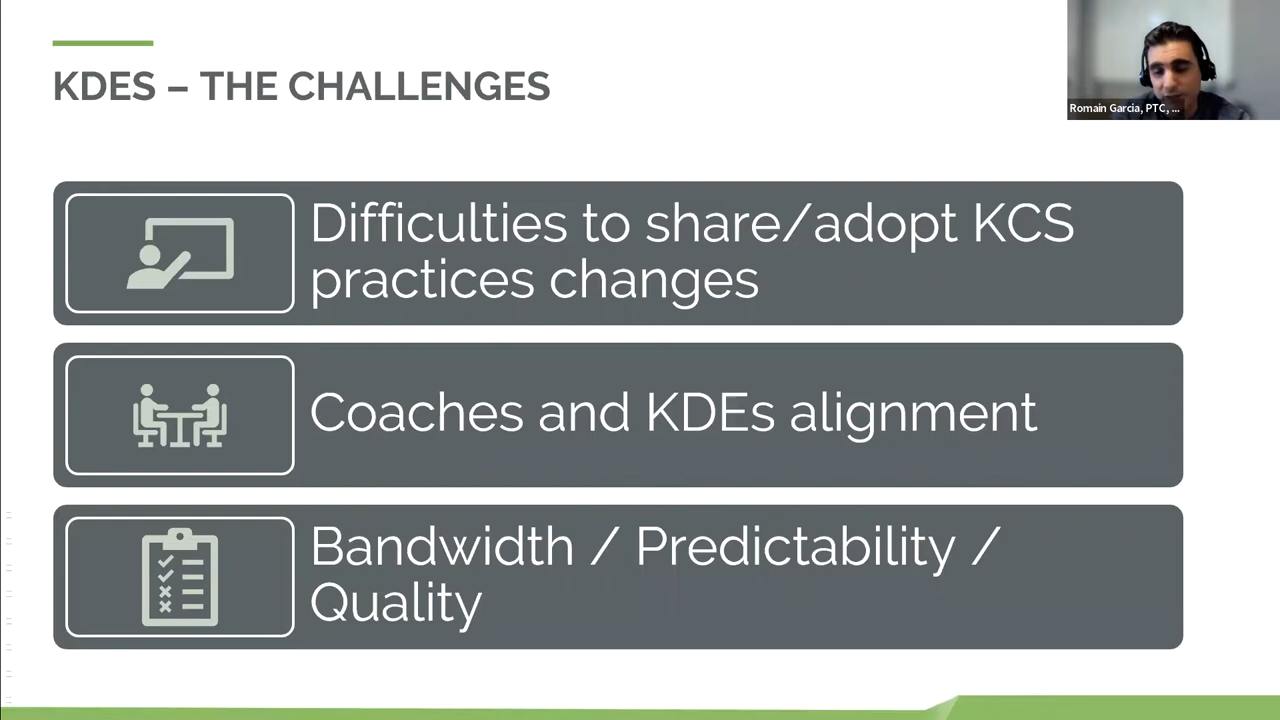 KDES – THE CHALLENGES
Romain Garcia, PTC, ...
Difficulties to share/adopt KCS
practices changes
Coaches and KDEs alignment
Bandwidth / Predictability /
Quality